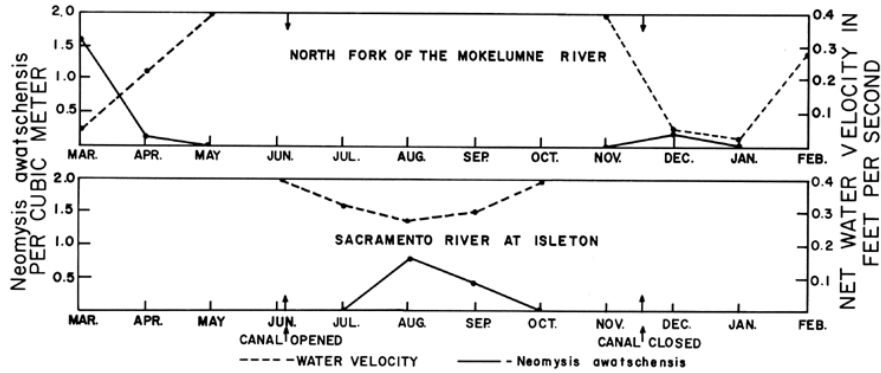 Neomysis awatschensis
PER CUBIC METER
2.0
1.5
1.0
0.5
NORTH FORK OF THE MOKELUMNE RIVER
0.4
0.3
0.2
0.1
NET WATER VELOCITY IN
FEET PER SECOND
MAR. APR. MAY JUN. JUL. AUG. SEP. OCT. NOV. DEC. JAN. FEB.
2.0
1.5
1.0
0.5
SACRAMENTO RIVER AT ISLETON
0.4
0.3
0.2
0.1
MAR. APR. MAY JUN. JUL. AUG. SEP. OCT. NOV. DEC. JAN. FEB.
CANAL OPENED CANAL CLOSED
WATER VELOCITY Neomysis awatschensis